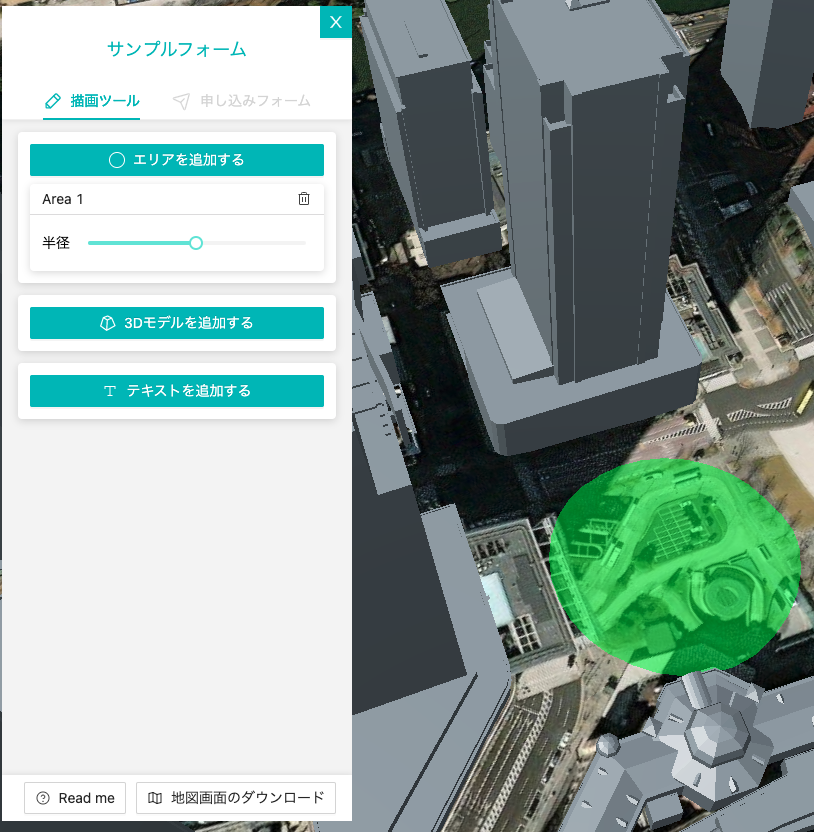 X
サンプルフォーム
描画ツール
申し込みフォーム
エリアを追加する
Area 1
半径
3Dモデルを追加する
テキストを追加する
Read me
地図画面のダウンロード